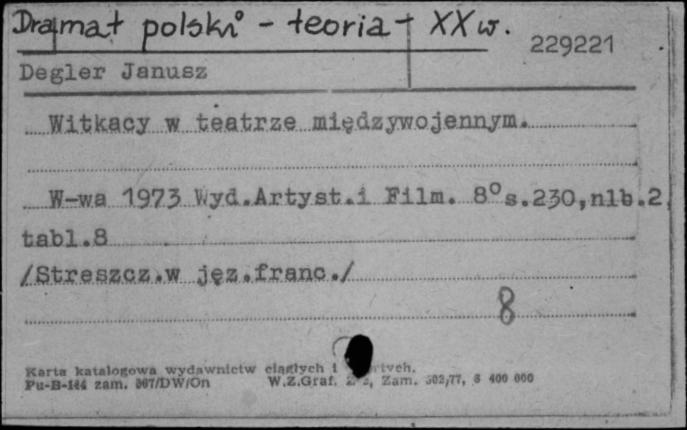 Dramat polski - teoria - XX w.
229221
Degler Janusz
Witkacy w teatrze międzywojennym.
W-wa 1973 Wyd.Artyst.i Film. 8° s.230,nlb.2,
tabl.8
/Streszcz.w jęz.franc./
8
Karta katalogowa wydawnictw ciągłych i
Pu-B-144 zam. 367/DW/On W.Z.Graf. Zam. 502/77, 6 400 000